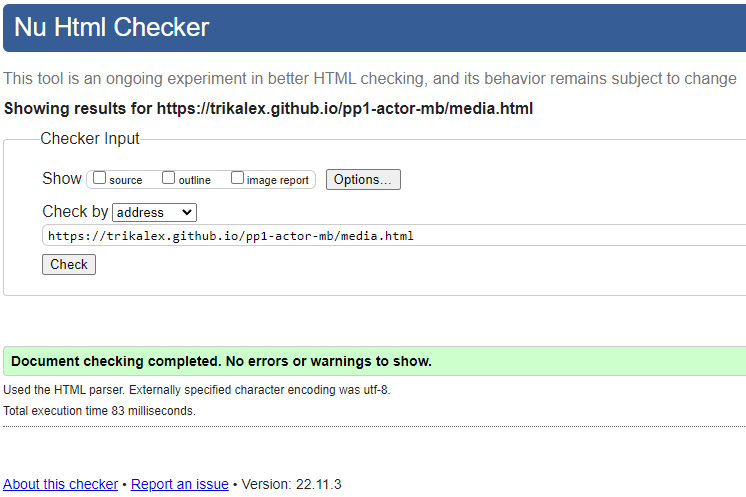 Nu Html Checker
This tool is an ongoing experiment in better HTML checking, and its behavior remains subject to change
Showing results for https://trikalex.github.io/pp1-actor-mb/media.html
Checker Input
Show source outline image report Options...
Check by address
https://trikalex.github.io/pp1-actor-mb/media.html
Check
Document checking completed. No errors or warnings to show.
Used the HTML parser. Externally specified character encoding was utf-8.
Total execution time 83 milliseconds.
About this checker • Report an issue • Version: 22.11.3